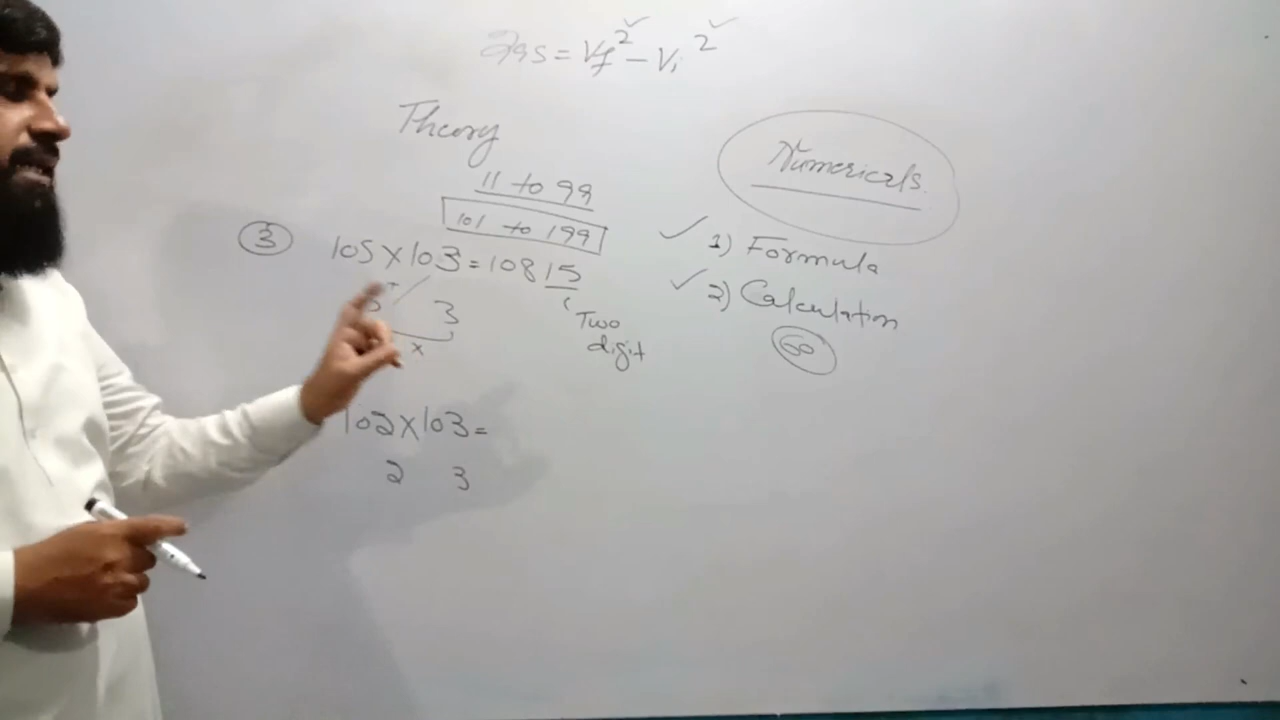 2as = Vf² - Vi²
Theory
Numericals.
11 to 99
101 to 199
3
105 x 103 = 10815
+
3
x
Two
digit
1) Formula
2) Calculation
60
102 x 103 =
2 3